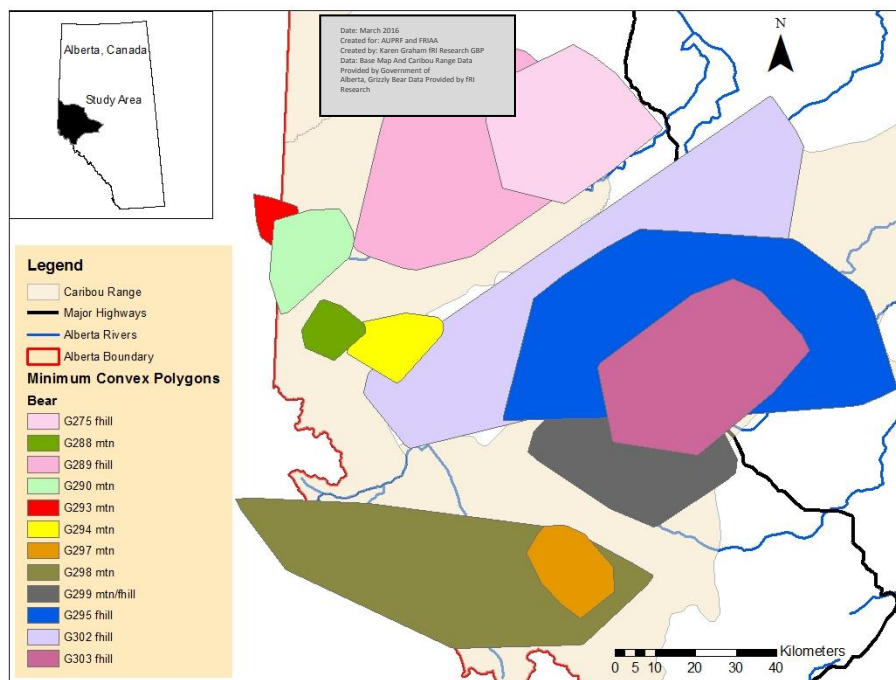 Alberta, Canada
Study Area
Date: March 2016
Created for: AUPRF and FRIAA
Created by: Karen Graham fRI Research GBP
Data: Base Map And Caribou Range Data
Provided by Government of
Alberta, Grizzly Bear Data Provided by fRI
Research
N
Legend
Caribou Range
Major Highways
Alberta Rivers
Alberta Boundary
Minimum Convex Polygons
Bear
G275 fhill
G288 mtn
G289 fhill
G290 mtn
G293 mtn
G294 mtn
G297 mtn
G298 mtn
G299 mtn/fhill
G295 fhill
G302 fhill
G303 fhill
Kilometers
0 5 10 20 30 40